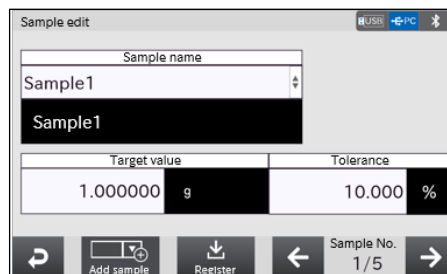 Sample edit
USB PC
Sample name
Sample1
Sample1
Target value
Tolerance
1.000000 g
10.000 %
Add sample
Register
Sample No.
1/5